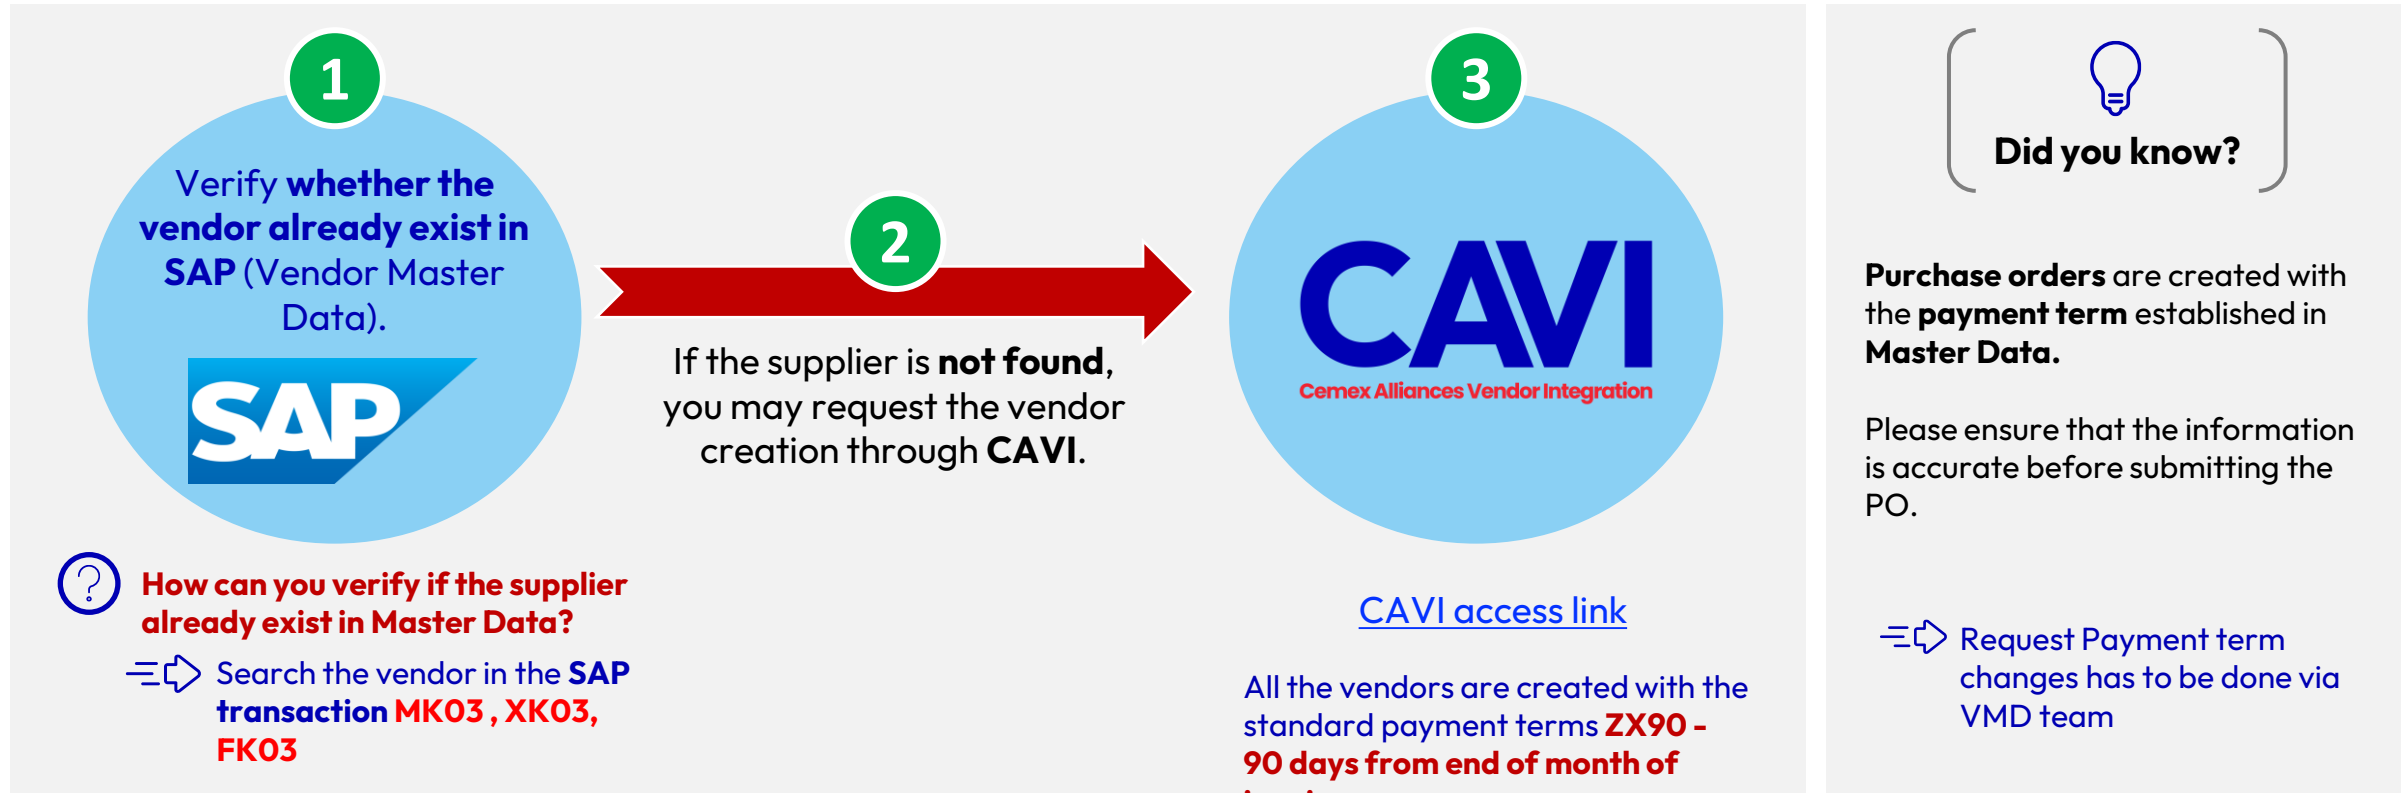 1
Verify whether the
vendor already exist in
SAP (Vendor Master
Data).
SAP
?
How can you verify if the supplier
already exist in Master Data?
Search the vendor in the SAP
transaction MK03 , XK03,
FK03
2
If the supplier is not found,
you may request the vendor
creation through CAVI.
3
CAVI
Cemex Alliances Vendor Integration
CAVI access link
All the vendors are created with the
standard payment terms ZX90 -
90 days from end of month of
Did you know?
Purchase orders are created with
the payment term established in
Master Data.
Please ensure that the information
is accurate before submitting the
PO.
Request Payment term
changes has to be done via
VMD team